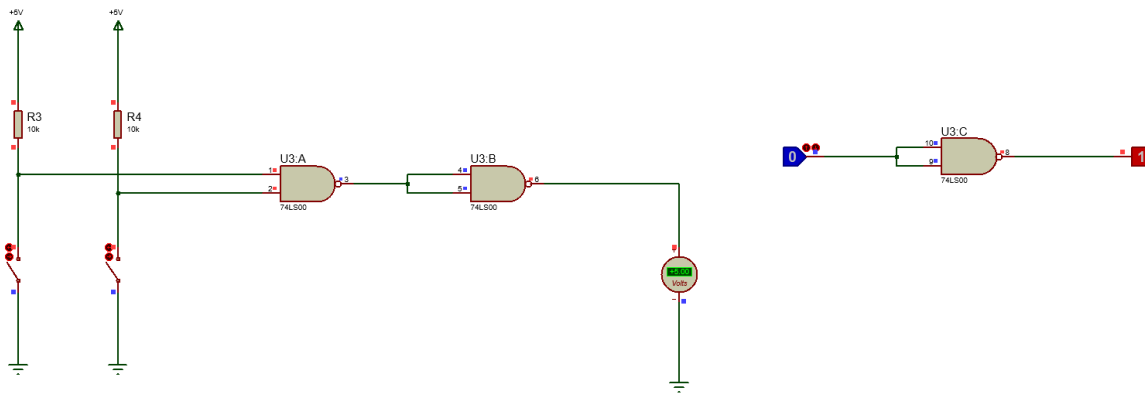 +5V
+5V
R3
10k
R4
10k
U3:A
1
2
3
74LS00
U3:B
4
5
6
74LS00
+5.00
Volts
0
U3:C
10
9
8
74LS00
1